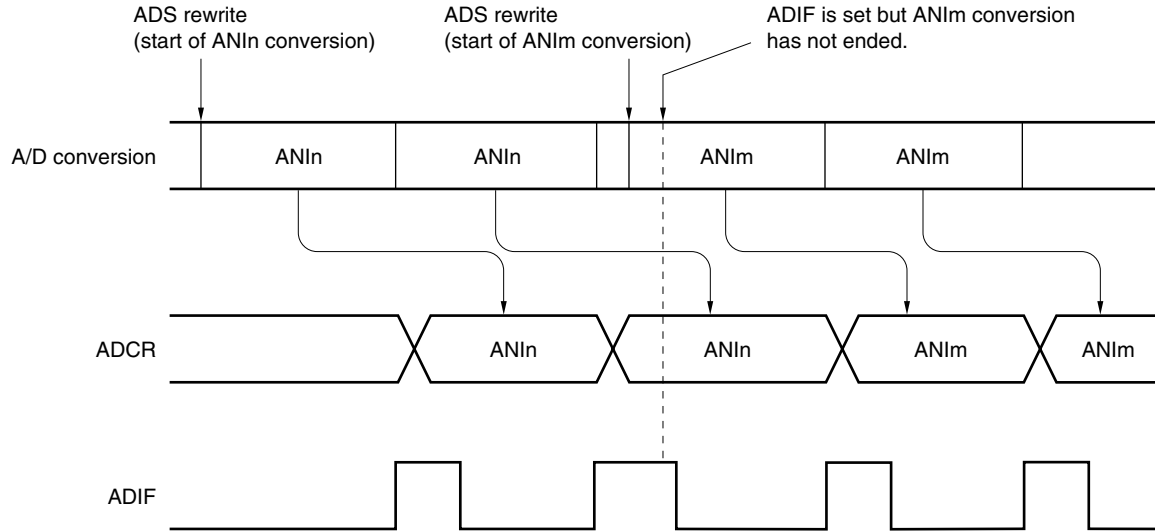 ADS rewrite
(start of ANIn conversion)
ADS rewrite
(start of ANIm conversion)
ADIF is set but ANIm conversion
has not ended.
A/D conversion
ANIn
ANIn
ANIm
ANIm
ADCR
ANIn
ANIn
ANIm
ANIm
ADIF